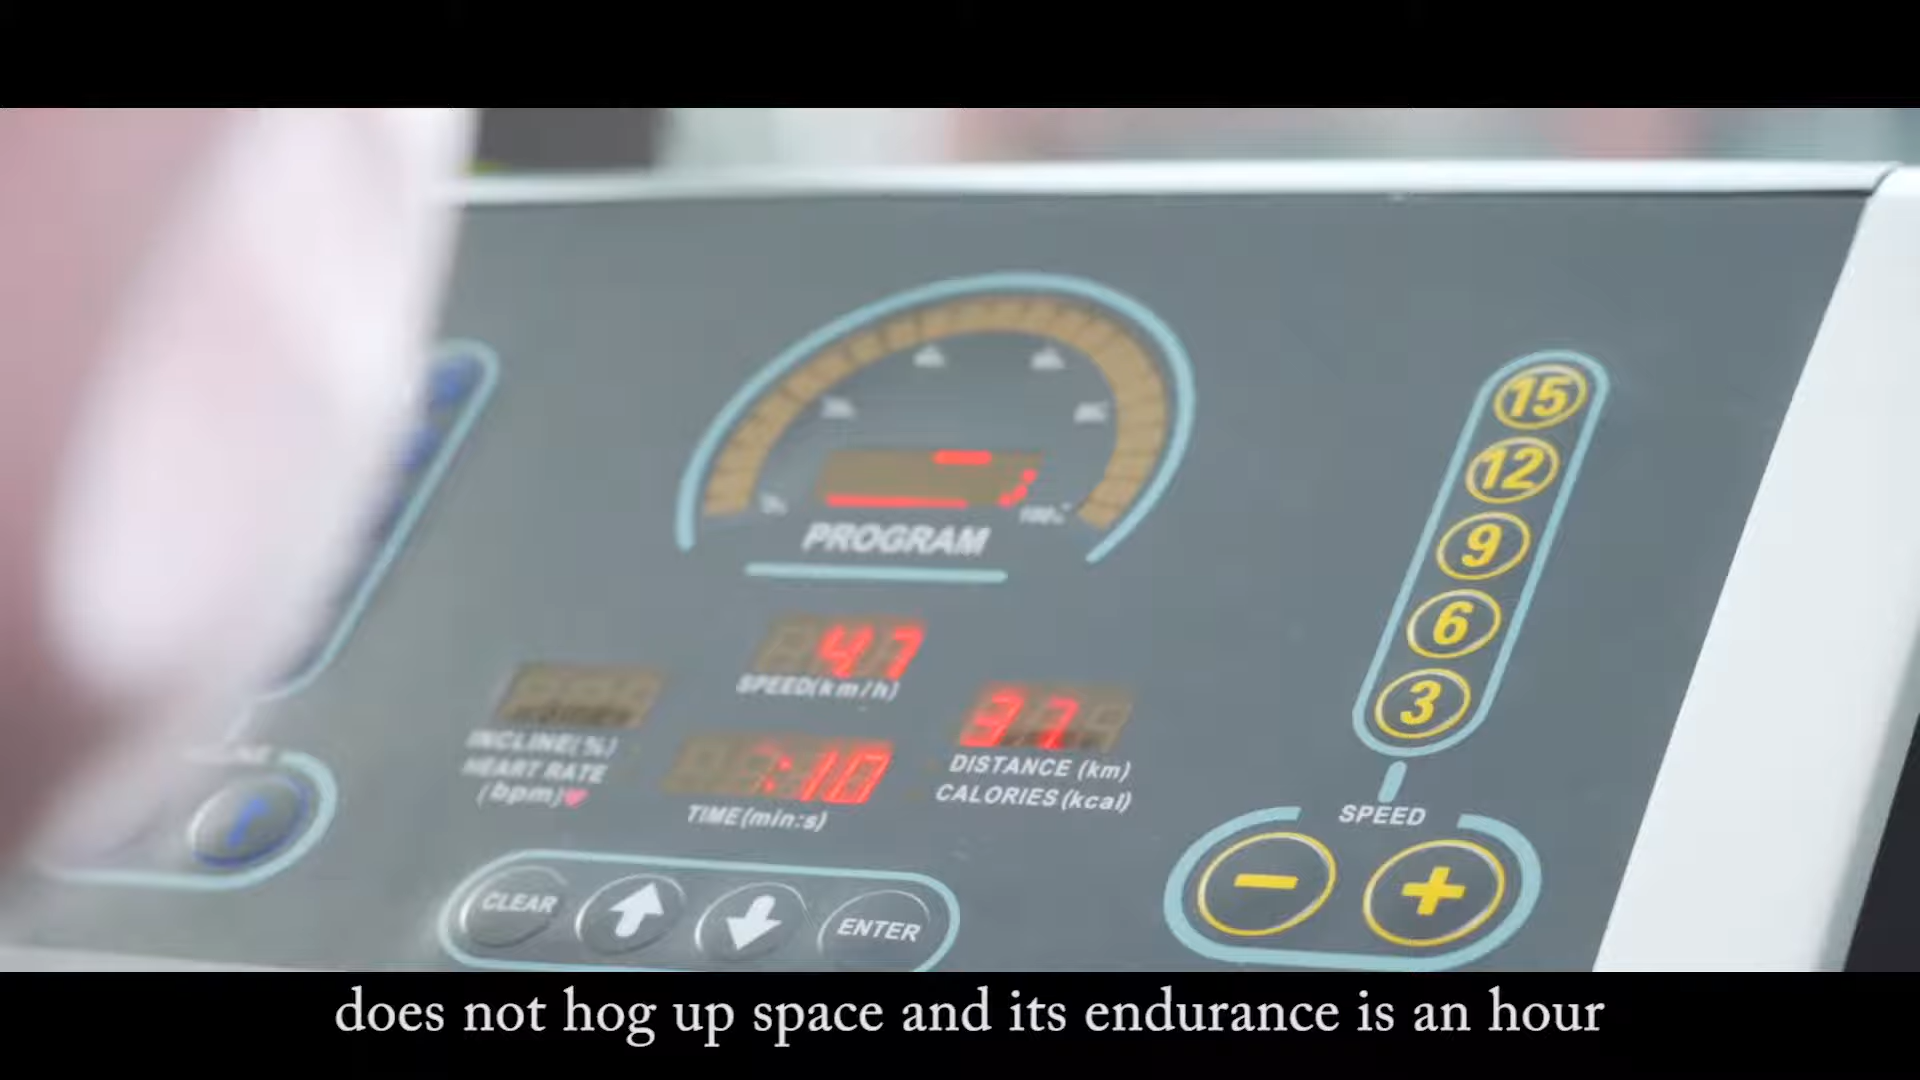 15
12
9
6
3
PROGRAM
4.7
SPEED(km/h)
INCLINE(%)
HEART RATE
(bpm)
:10
TIME(min:s)
DISTANCE (km)
CALORIES(kcal)
SPEED
CLEAR
ENTER
- +
does not hog up space and its endurance is an hour